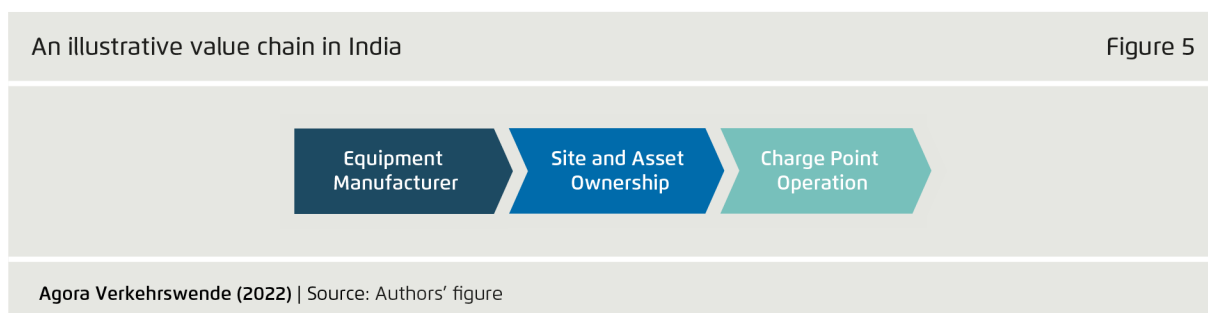 An illustrative value chain in India
Figure 5
Equipment
Manufacturer
Site and Asset
Ownership
Charge Point
Operation
Agora Verkehrswende (2022) | Source: Authors’ figure